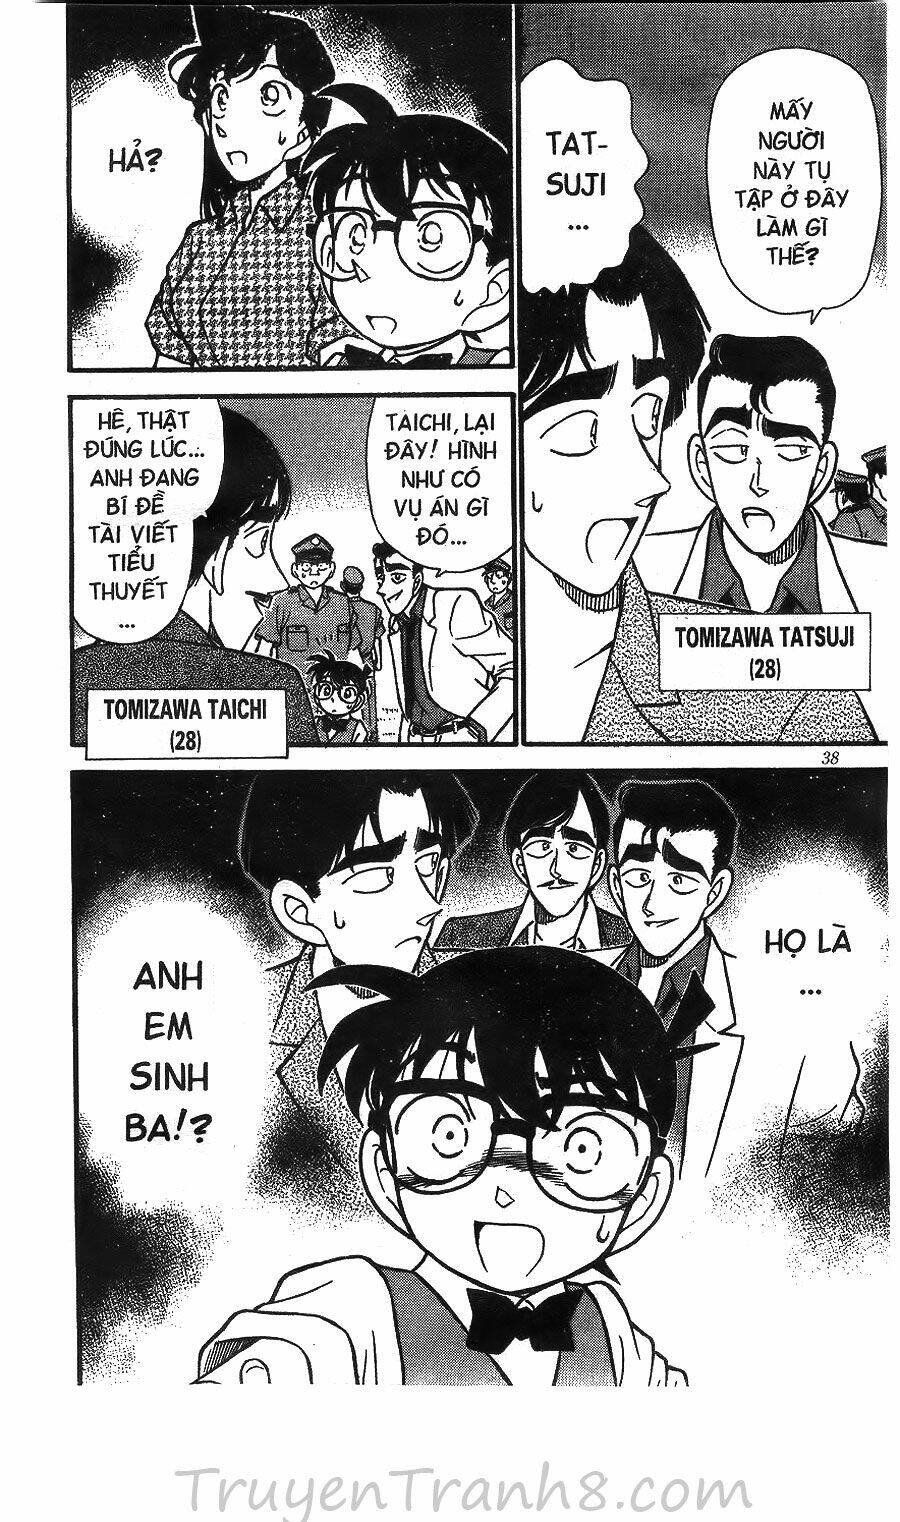 MẤY
NGƯỜI
NÀY TỤ
TẬP Ở ĐÂY
LÀM GÌ
THẾ?
TAT-
SUJI
...
TOMIZAWA TATSUJI
(28)
HẢ?
TAICHI, LẠI
ĐÂY! HÌNH
NHƯ CÓ
VỤ ÁN GÌ
ĐÓ...
HÊ, THẬT
ĐÚNG LÚC...
ANH ĐANG
BÍ ĐỀ
TÀI VIẾT
TIỂU
THUYẾT
...
TOMIZAWA TAICHI
(28)
38
HỌ LÀ
...
ANH
EM
SINH
BA!?
TruyenTranh8.com